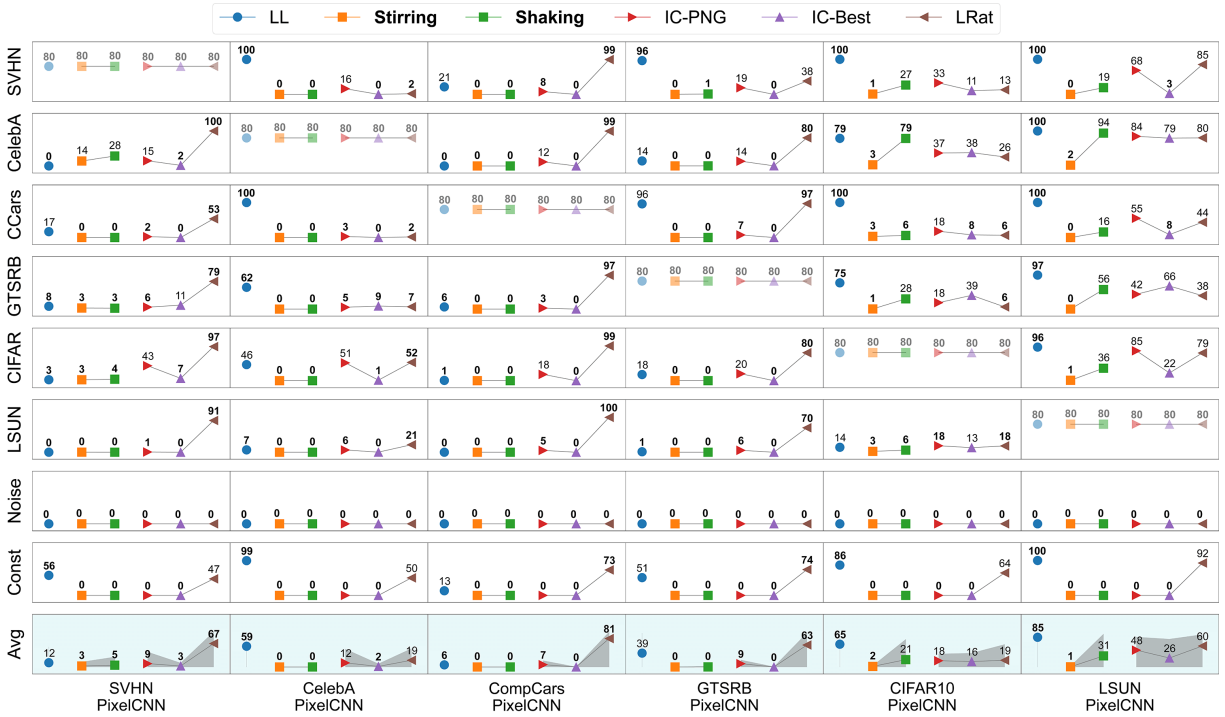 LL Stirring Shaking IC-PNG IC-Best LRat
SVHN
80 80 80 80 80 80
100 0 0 16 0 2
21 0 0 8 0 99
96 0 1 19 0 38
100 1 27 33 11 13
100 0 19 68 3 85
CelebA
0 14 28 15 2 100
80 80 80 80 80 80
0 0 0 12 0 99
14 0 0 14 0 80
79 3 79 37 38 26
100 2 94 84 79 80
CCars
17 0 0 2 0 53
100 0 0 3 0 2
80 80 80 80 80 80
96 0 0 7 0 97
100 3 6 18 8 6
100 0 16 55 8 44
GTSRB
8 3 3 6 11 79
62 0 0 5 9 7
6 0 0 3 0 97
80 80 80 80 80 80
75 1 28 18 39 6
97 0 56 42 66 38
CIFAR
3 3 4 43 7 97
46 0 0 51 1 52
1 0 0 18 0 99
18 0 0 20 0 80
80 80 80 80 80 80
96 1 36 85 22 79
LSUN
0 0 0 1 0 91
7 0 0 6 0 21
0 0 0 5 0 100
1 0 0 6 0 70
14 3 6 18 13 18
80 80 80 80 80 80
Noise
0 0 0 0 0 0
0 0 0 0 0 0
0 0 0 0 0 0
0 0 0 0 0 0
0 0 0 0 0 0
0 0 0 0 0 0
Const
56 0 0 0 0 47
99 0 0 0 0 50
13 0 0 0 0 73
51 0 0 0 0 74
86 0 0 0 0 64
100 0 0 0 0 92
Avg
12 3 5 9 3 67
59 0 0 12 2 19
6 0 0 7 0 81
39 0 0 9 0 63
65 2 21 18 16 19
85 1 31 48 26 60
SVHN
PixelCNN
CelebA
PixelCNN
CompCars
PixelCNN
GTSRB
PixelCNN
CIFAR10
PixelCNN
LSUN
PixelCNN